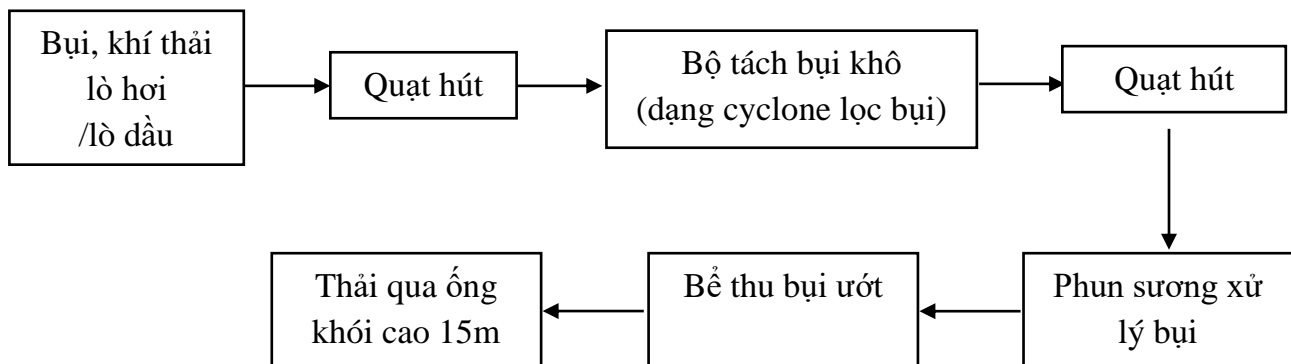 Bụi, khí thải
lò hơi
/lò dầu
Quạt hút
Bộ tách bụi khô
(dạng cyclone lọc bụi)
Quạt hút
Phun sương xử
lý bụi
Bể thu bụi ướt
Thải qua ống
khói cao 15m